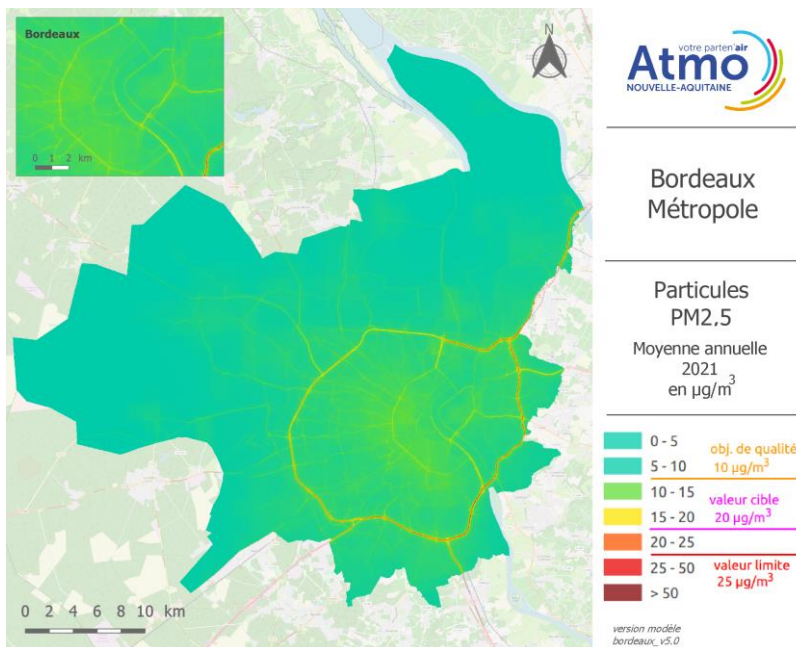 Bordeaux
0 1 2 km
N
votre parten'air
Atmo
NOUVELLE-AQUITAINE
Bordeaux
Métropole
Particules
PM2,5
Moyenne annuelle
2021
en µg/m³
0 - 5
5 - 10
obj. de qualité
10 µg/m³
10 - 15
15 - 20
valeur cible
20 µg/m³
20 - 25
25 - 50
valeur limite
25 µg/m³
> 50
0 2 4 6 8 10 km
version modèle
bordeaux_v5.0